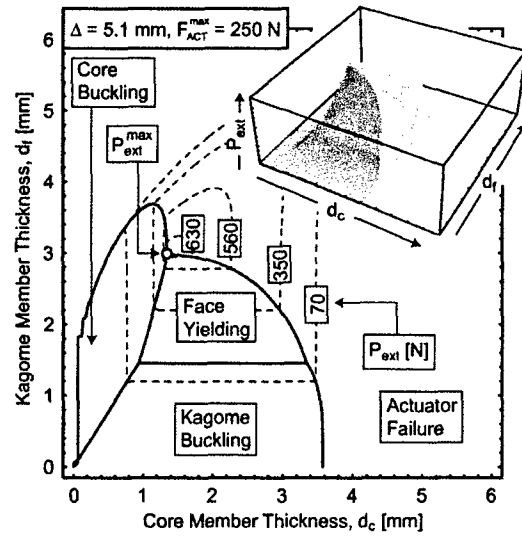 Δ = 5.1 mm, F_ACT^max = 250 N
Core
Buckling
P_ext^max
630
560
350
70
Face
Yielding
P_ext [N]
Kagome
Buckling
Actuator
Failure
P_ext
d_c
d_f
6
5
4
3
2
1
0
0
1
2
3
4
5
6
Kagome Member Thickness, d_f [mm]
Core Member Thickness, d_c [mm]